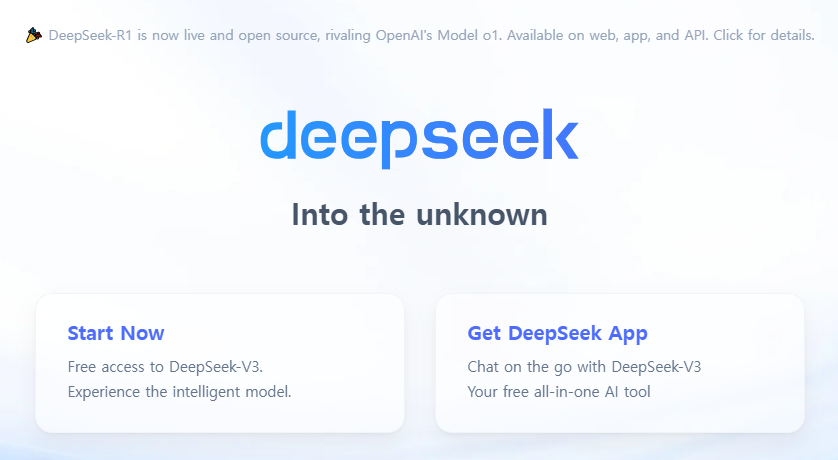 DeepSeek-R1 is now live and open source, rivaling OpenAI's Model o1. Available on web, app, and API. Click for details.
deepseek
Into the unknown
Start Now
Free access to DeepSeek-V3.
Experience the intelligent model.
Get DeepSeek App
Chat on the go with DeepSeek-V3
Your free all-in-one AI tool